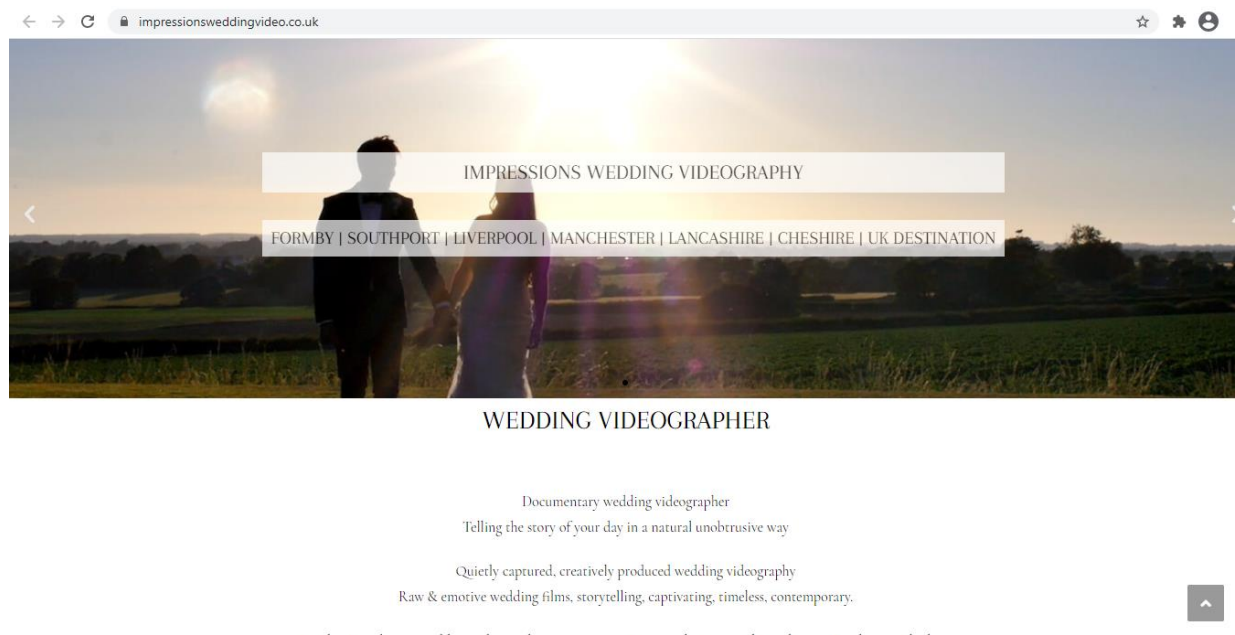 impressionsweddingvideo.co.uk
IMPRESSIONS WEDDING VIDEOGRAPHY
FORMBY | SOUTHPORT | LIVERPOOL | MANCHESTER | LANCASHIRE | CHESHIRE | UK DESTINATION
WEDDING VIDEOGRAPHER
Documentary wedding videographer
Telling the story of your day in a natural unobtrusive way
Quietly captured, creatively produced wedding videography
Raw & emotive wedding films, storytelling, captivating, timeless, contemporary.